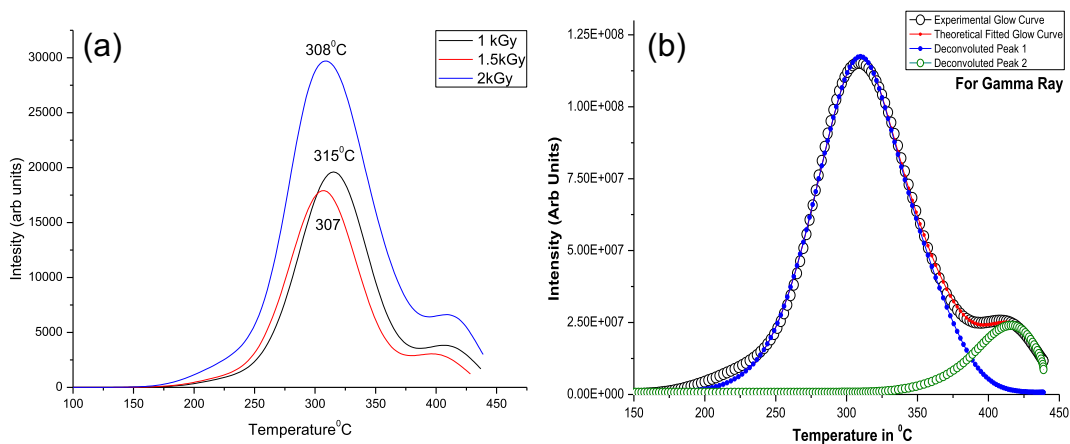 (a)
1 kGy
1.5kGy
2kGy
308⁰C
315⁰C
307
30000
25000
20000
15000
10000
5000
0
Intesity (arb units)
100 150 200 250 300 350 400 450
Temperature⁰C
(b)
Experimental Glow Curve
Theoretical Fitted Glow Curve
Deconvoluted Peak 1
Deconvoluted Peak 2
For Gamma Ray
1.25E+008
1.00E+008
7.50E+007
5.00E+007
2.50E+007
0.00E+000
Intensity (Arb Units)
150 200 250 300 350 400 450
Temperature in ⁰C